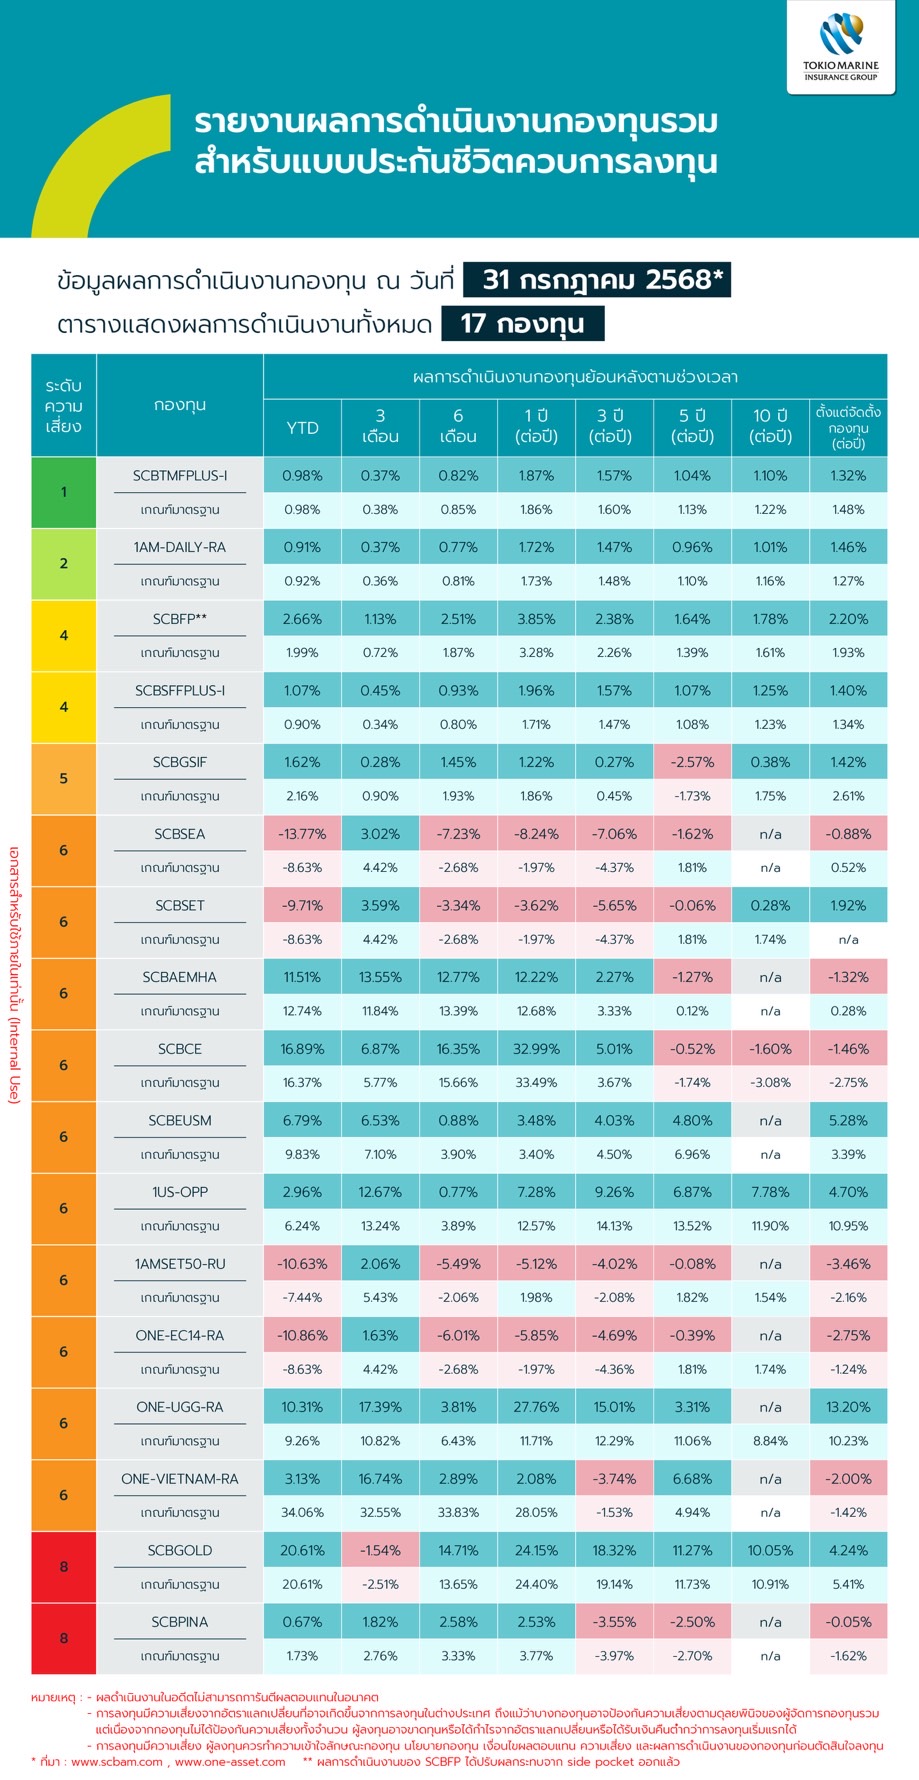 TOKIO MARINE
INSURANCE GROUP
รายงานผลการดำเนินงานกองทุนรวม
สำหรับแบบประกันชีวิตควบการลงทุน
ข้อมูลผลการดำเนินงานกองทุน ณ วันที่ 31 กรกฎาคม 2568*
ตารางแสดงผลการดำเนินงานทั้งหมด 17 กองทุน
ระดับความเสี่ยง กองทุน ผลการดำเนินงานกองทุนย้อนหลังตามช่วงเวลา
YTD 3 เดือน 6 เดือน 1 ปี (ต่อปี) 3 ปี (ต่อปี) 5 ปี (ต่อปี) 10 ปี (ต่อปี) ตั้งแต่จัดตั้งกองทุน (ต่อปี)
1 SCBTMFPLUS-I 0.98% 0.37% 0.82% 1.87% 1.57% 1.04% 1.10% 1.32%
เกณฑ์มาตรฐาน 0.98% 0.38% 0.85% 1.86% 1.60% 1.13% 1.22% 1.48%
2 1AM-DAILY-RA 0.91% 0.37% 0.77% 1.72% 1.47% 0.96% 1.01% 1.46%
เกณฑ์มาตรฐาน 0.92% 0.36% 0.81% 1.73% 1.48% 1.10% 1.16% 1.27%
4 SCBFP** 2.66% 1.13% 2.51% 3.85% 2.38% 1.64% 1.78% 2.20%
เกณฑ์มาตรฐาน 1.99% 0.72% 1.87% 3.28% 2.26% 1.39% 1.61% 1.93%
4 SCBSFFPLUS-I 1.07% 0.45% 0.93% 1.96% 1.57% 1.07% 1.25% 1.40%
เกณฑ์มาตรฐาน 0.90% 0.34% 0.80% 1.71% 1.47% 1.08% 1.23% 1.34%
5 SCBGSIF 1.62% 0.28% 1.45% 1.22% 0.27% -2.57% 0.38% 1.42%
เกณฑ์มาตรฐาน 2.16% 0.90% 1.93% 1.86% 0.45% -1.73% 1.75% 2.61%
6 SCBSEA -13.77% 3.02% -7.23% -8.24% -7.06% -1.62% n/a -0.88%
เกณฑ์มาตรฐาน -8.63% 4.42% -2.68% -1.97% -4.37% 1.81% n/a 0.52%
6 SCBSET -9.71% 3.59% -3.34% -3.62% -5.65% -0.06% 0.28% 1.92%
เกณฑ์มาตรฐาน -8.63% 4.42% -2.68% -1.97% -4.37% 1.81% 1.74% n/a
6 SCBAEMHA 11.51% 13.55% 12.77% 12.22% 2.27% -1.27% n/a -1.32%
เกณฑ์มาตรฐาน 12.74% 11.84% 13.39% 12.68% 3.33% 0.12% n/a 0.28%
6 SCBCE 16.89% 6.87% 16.35% 32.99% 5.01% -0.52% -1.60% -1.46%
เกณฑ์มาตรฐาน 16.37% 5.77% 15.66% 33.49% 3.67% -1.74% -3.08% -2.75%
6 SCBEUSM 6.79% 6.53% 0.88% 3.48% 4.03% 4.80% n/a 5.28%
เกณฑ์มาตรฐาน 9.83% 7.10% 3.90% 3.40% 4.50% 6.96% n/a 3.39%
6 1US-OPP 2.96% 12.67% 0.77% 7.28% 9.26% 6.87% 7.78% 4.70%
เกณฑ์มาตรฐาน 6.24% 13.24% 3.89% 12.57% 14.13% 13.52% 11.90% 10.95%
6 1AMSET50-RU -10.63% 2.06% -5.49% -5.12% -4.02% -0.08% n/a -3.46%
เกณฑ์มาตรฐาน -7.44% 5.43% -2.06% 1.98% -2.08% 1.82% 1.54% -2.16%
6 ONE-EC14-RA -10.86% 1.63% -6.01% -5.85% -4.69% -0.39% n/a -2.75%
เกณฑ์มาตรฐาน -8.63% 4.42% -2.68% -1.97% -4.36% 1.81% 1.74% -1.24%
6 ONE-UGG-RA 10.31% 17.39% 3.81% 27.76% 15.01% 3.31% n/a 13.20%
เกณฑ์มาตรฐาน 9.26% 10.82% 6.43% 11.71% 12.29% 11.06% 8.84% 10.23%
6 ONE-VIETNAM-RA 3.13% 16.74% 2.89% 2.08% -3.74% 6.68% n/a -2.00%
เกณฑ์มาตรฐาน 34.06% 32.55% 33.83% 28.05% -1.53% 4.94% n/a -1.42%
8 SCBGOLD 20.61% -1.54% 14.71% 24.15% 18.32% 11.27% 10.05% 4.24%
เกณฑ์มาตรฐาน 20.61% -2.51% 13.65% 24.40% 19.14% 11.73% 10.91% 5.41%
8 SCBPINA 0.67% 1.82% 2.58% 2.53% -3.55% -2.50% n/a -0.05%
เกณฑ์มาตรฐาน 1.73% 2.76% 3.33% 3.77% -3.97% -2.70% n/a -1.62%
เอกสารสำหรับใช้ภายในเท่านั้น (Internal Use)
หมายเหตุ : - ผลดำเนินงานในอดีตไม่สามารถการันตีผลตอบแทนในอนาคต
- การลงทุนมีความเสี่ยงจากอัตราแลกเปลี่ยนที่อาจเกิดขึ้นจากการลงทุนในต่างประเทศ ถึงแม้ว่าบางกองทุนอาจป้องกันความเสี่ยงตามดุลยพินิจของผู้จัดการกองทุนรวม
แต่เนื่องจากกองทุนไม่ได้ป้องกันความเสี่ยงทั้งจำนวน ผู้ลงทุนอาจขาดทุนหรือได้กำไรจากอัตราแลกเปลี่ยนหรือได้รับเงินคืนต่ำกว่าการลงทุนเริ่มแรกได้
- การลงทุนมีความเสี่ยง ผู้ลงทุนควรทำความเข้าใจลักษณะกองทุน นโยบายกองทุน เงื่อนไขผลตอบแทน ความเสี่ยง และผลการดำเนินงานของกองทุนก่อนตัดสินใจลงทุน
* ที่มา : www.scbam.com , www.one-asset.com ** ผลการดำเนินงานของ SCBFP ได้ปรับผลกระทบจาก side pocket ออกแล้ว